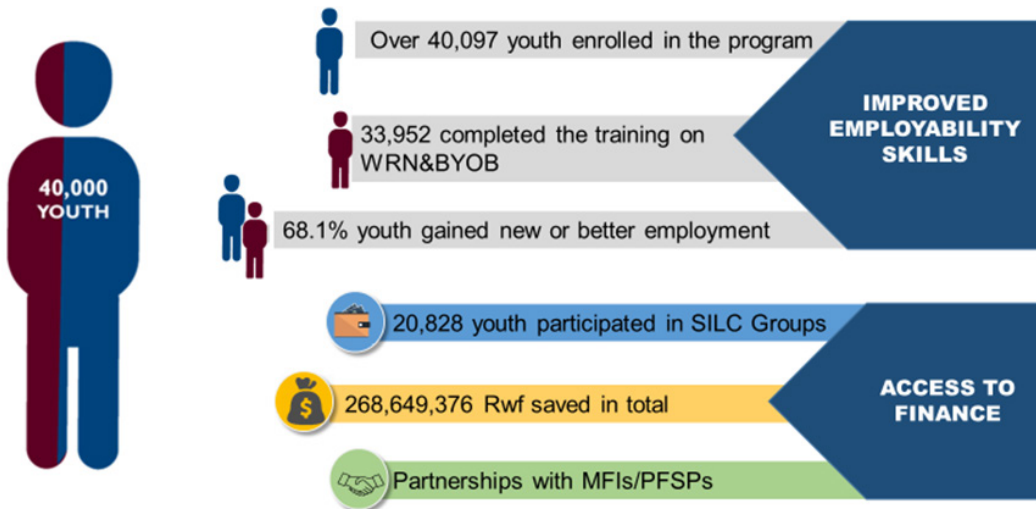 40,000
YOUTH
Over 40,097 youth enrolled in the program
33,952 completed the training on
WRN&BYOB
68.1% youth gained new or better employment
IMPROVED
EMPLOYABILITY
SKILLS
20,828 youth participated in SILC Groups
268,649,376 Rwf saved in total
Partnerships with MFIs/PFSPs
ACCESS TO
FINANCE
$